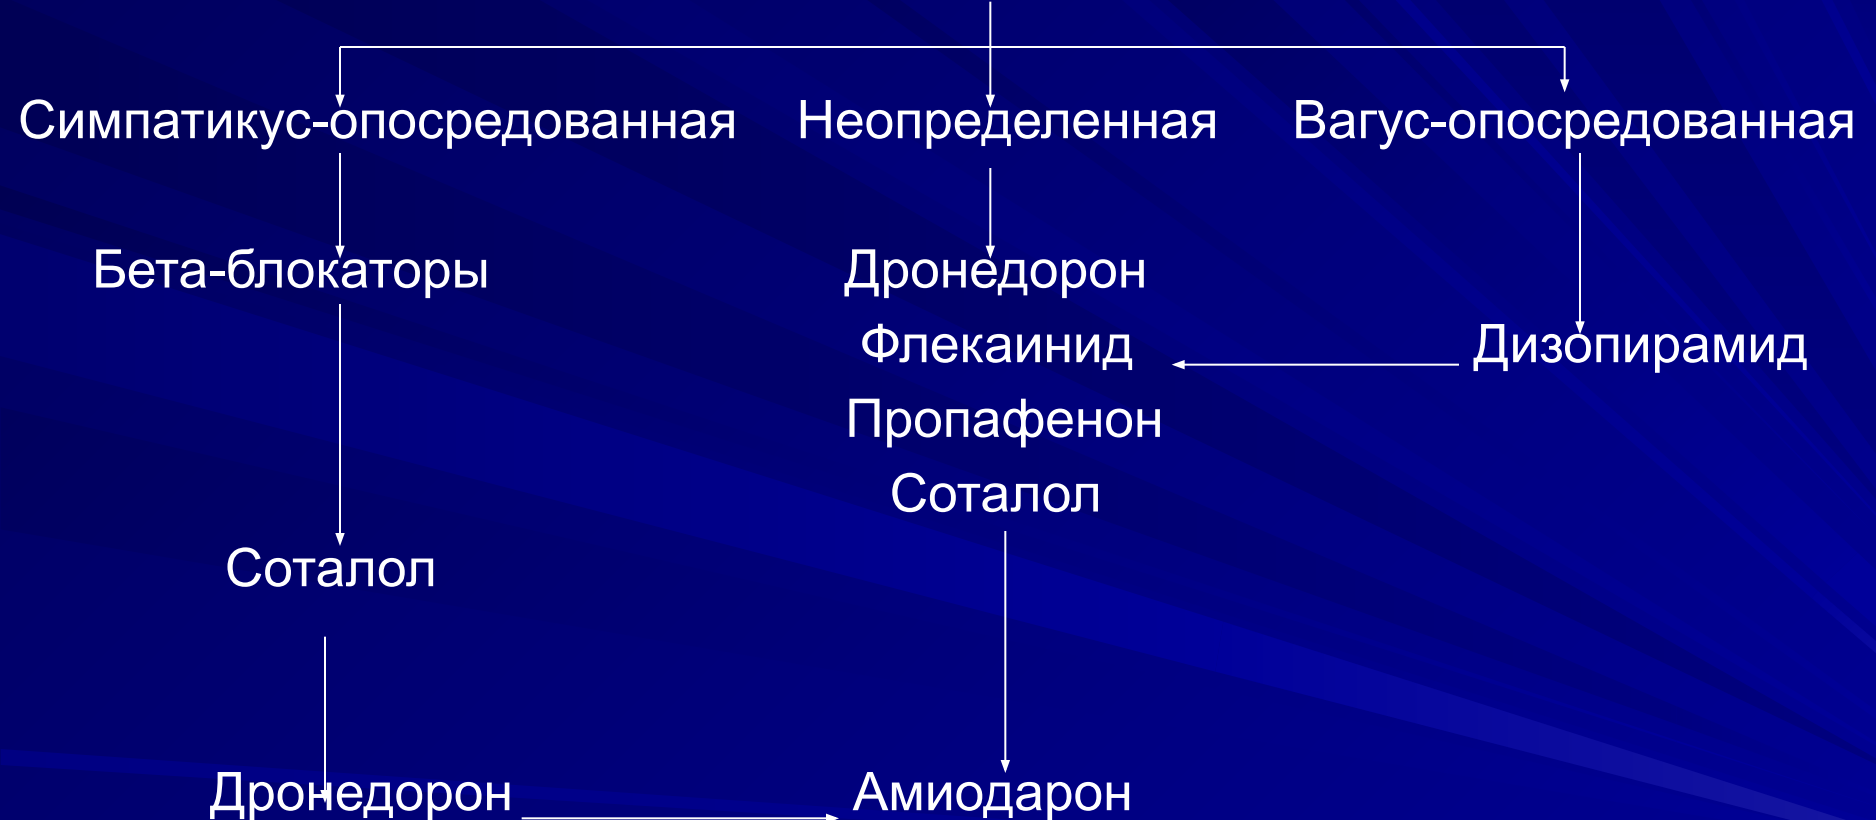 Симпатикус-опосредованная
Неопределенная
Вагус-опосредованная
Бета-блокаторы
Дронедорон
Флекаинид
Дизопирамид
Пропафенон
Соталол
Соталол
Дронедорон
Амиодарон